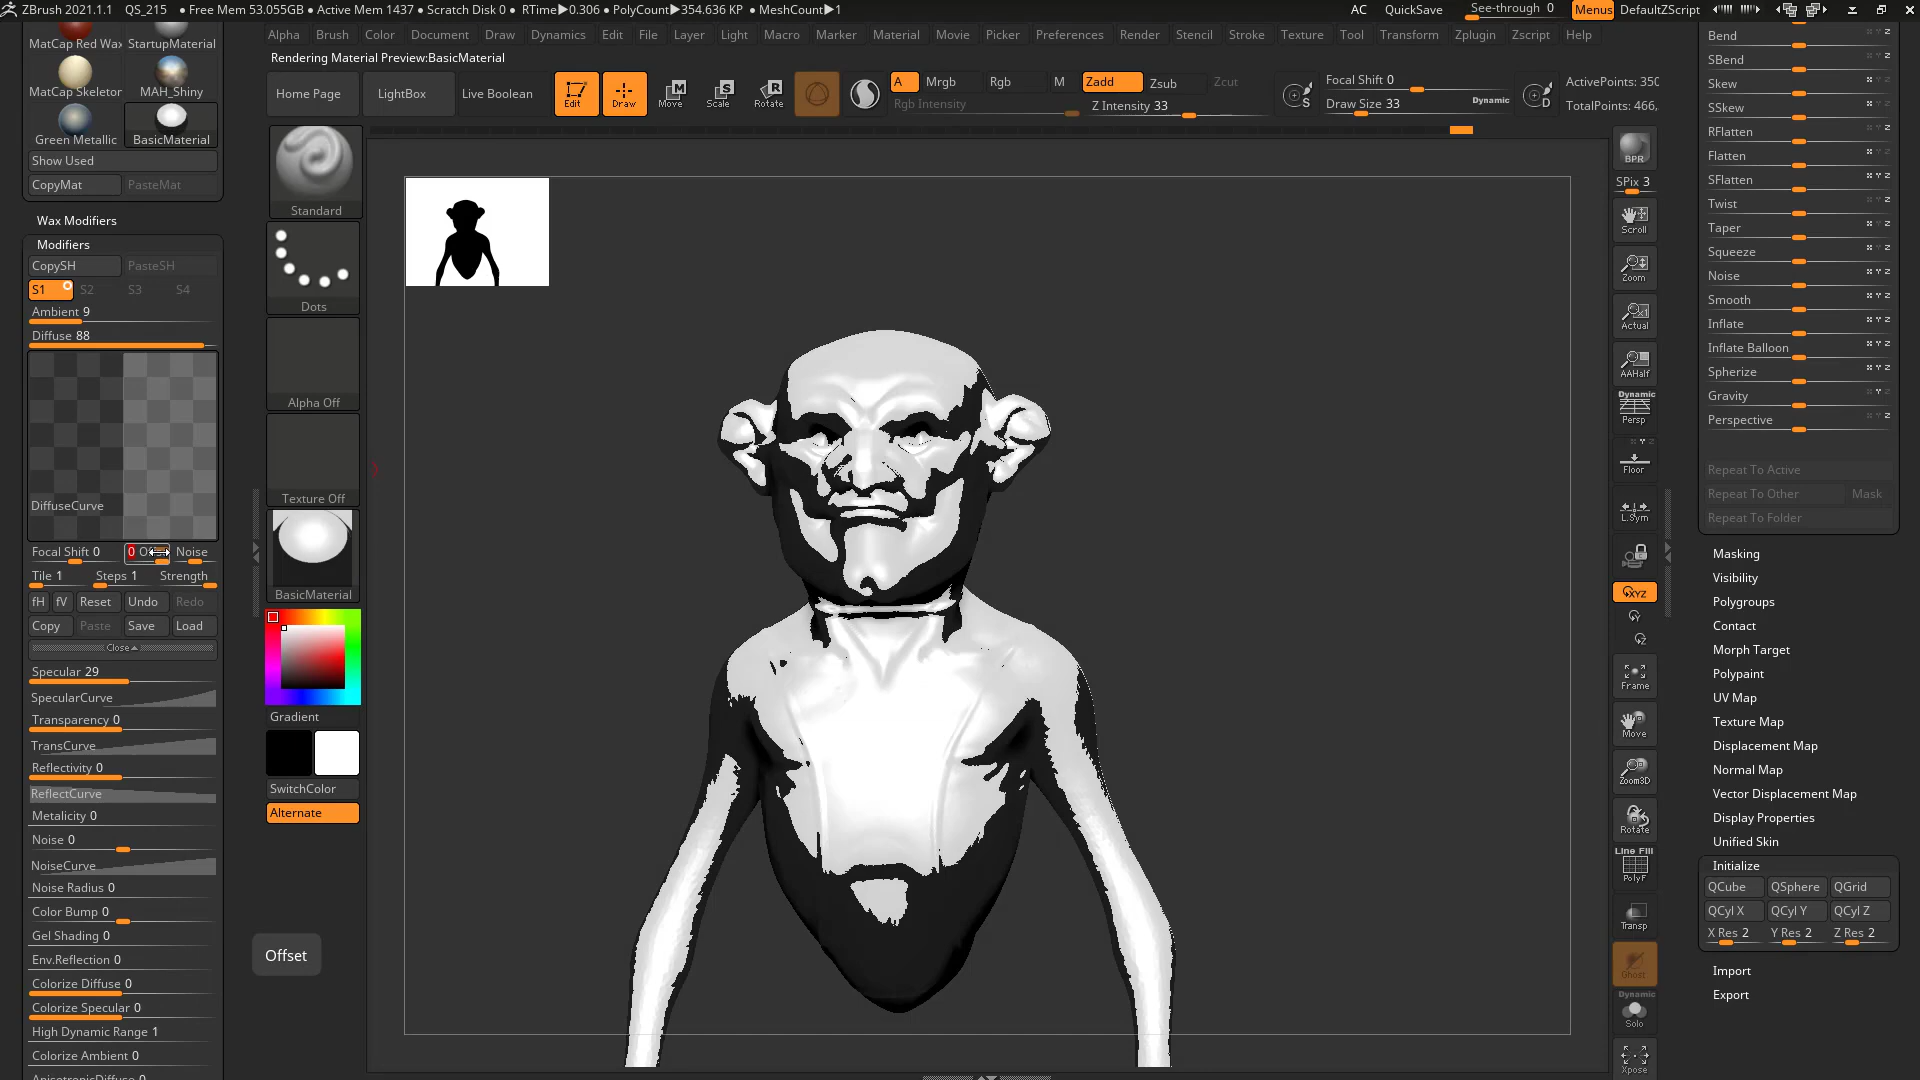 ZBrush 2021.1.1 QS_215 • Free Mem 53.055GB • Active Mem 1437 • Scratch Disk 0 • RTime▶0.306 • PolyCount▶354.636 KP • MeshCount▶1
AC QuickSave See-through 0 Menus DefaultZScript
Alpha Brush Color Document Draw Dynamics Edit File Layer Light Macro Marker Material Movie Picker Preferences Render Stencil Stroke Texture Tool Transform Zplugin Zscript Help
Rendering Material Preview:BasicMaterial
Home Page LightBox Live Boolean Edit Draw Move Scale Rotate
A Mrgb Rgb M Zadd Zsub Zcut
Rgb Intensity Z Intensity 33
S Focal Shift 0
Draw Size 33 Dynamic
D ActivePoints: 350
TotalPoints: 466,
MatCap Red Wax StartupMaterial
MatCap Skeleton MAH_Shiny
Green Metallic BasicMaterial
Show Used
CopyMat PasteMat
Wax Modifiers
Modifiers
CopySH PasteSH
S1 S2 S3 S4
Ambient 9
Diffuse 88
DiffuseCurve
Focal Shift 0 0 Noise
Tile 1 Steps 1 Strength
fH fV Reset Undo Redo
Copy Paste Save Load
Close
Specular 29
SpecularCurve
Transparency 0
TransCurve
Reflectivity 0
ReflectCurve
Metalicity 0
Noise 0
NoiseCurve
Noise Radius 0
Color Bump 0
Gel Shading 0
Env.Reflection 0
Colorize Diffuse 0
Colorize Specular 0
High Dynamic Range 1
Colorize Ambient 0
AnisotropicDiffuse 0
Standard
Dots
Alpha Off
Texture Off
BasicMaterial
Gradient
SwitchColor
Alternate
Offset
BPR
SPix 3
Scroll
Zoom
Actual
AAHalf
Dynamic
Persp
Floor
L.Sym
XYZ
Y
Z
Frame
Move
Zoom3D
Rotate
Line Fill
PolyF
Transp
Ghost
Dynamic
Solo
Xpose
Bend
SBend
Skew
SSkew
RFlatten
Flatten
SFlatten
Twist
Taper
Squeeze
Noise
Smooth
Inflate
Inflate Balloon
Spherize
Gravity
Perspective
Repeat To Active
Repeat To Other Mask
Repeat To Folder
Masking
Visibility
Polygroups
Contact
Morph Target
Polypaint
UV Map
Texture Map
Displacement Map
Normal Map
Vector Displacement Map
Display Properties
Unified Skin
Initialize
QCube QSphere QGrid
QCyl X QCyl Y QCyl Z
X Res 2 Y Res 2 Z Res 2
Import
Export